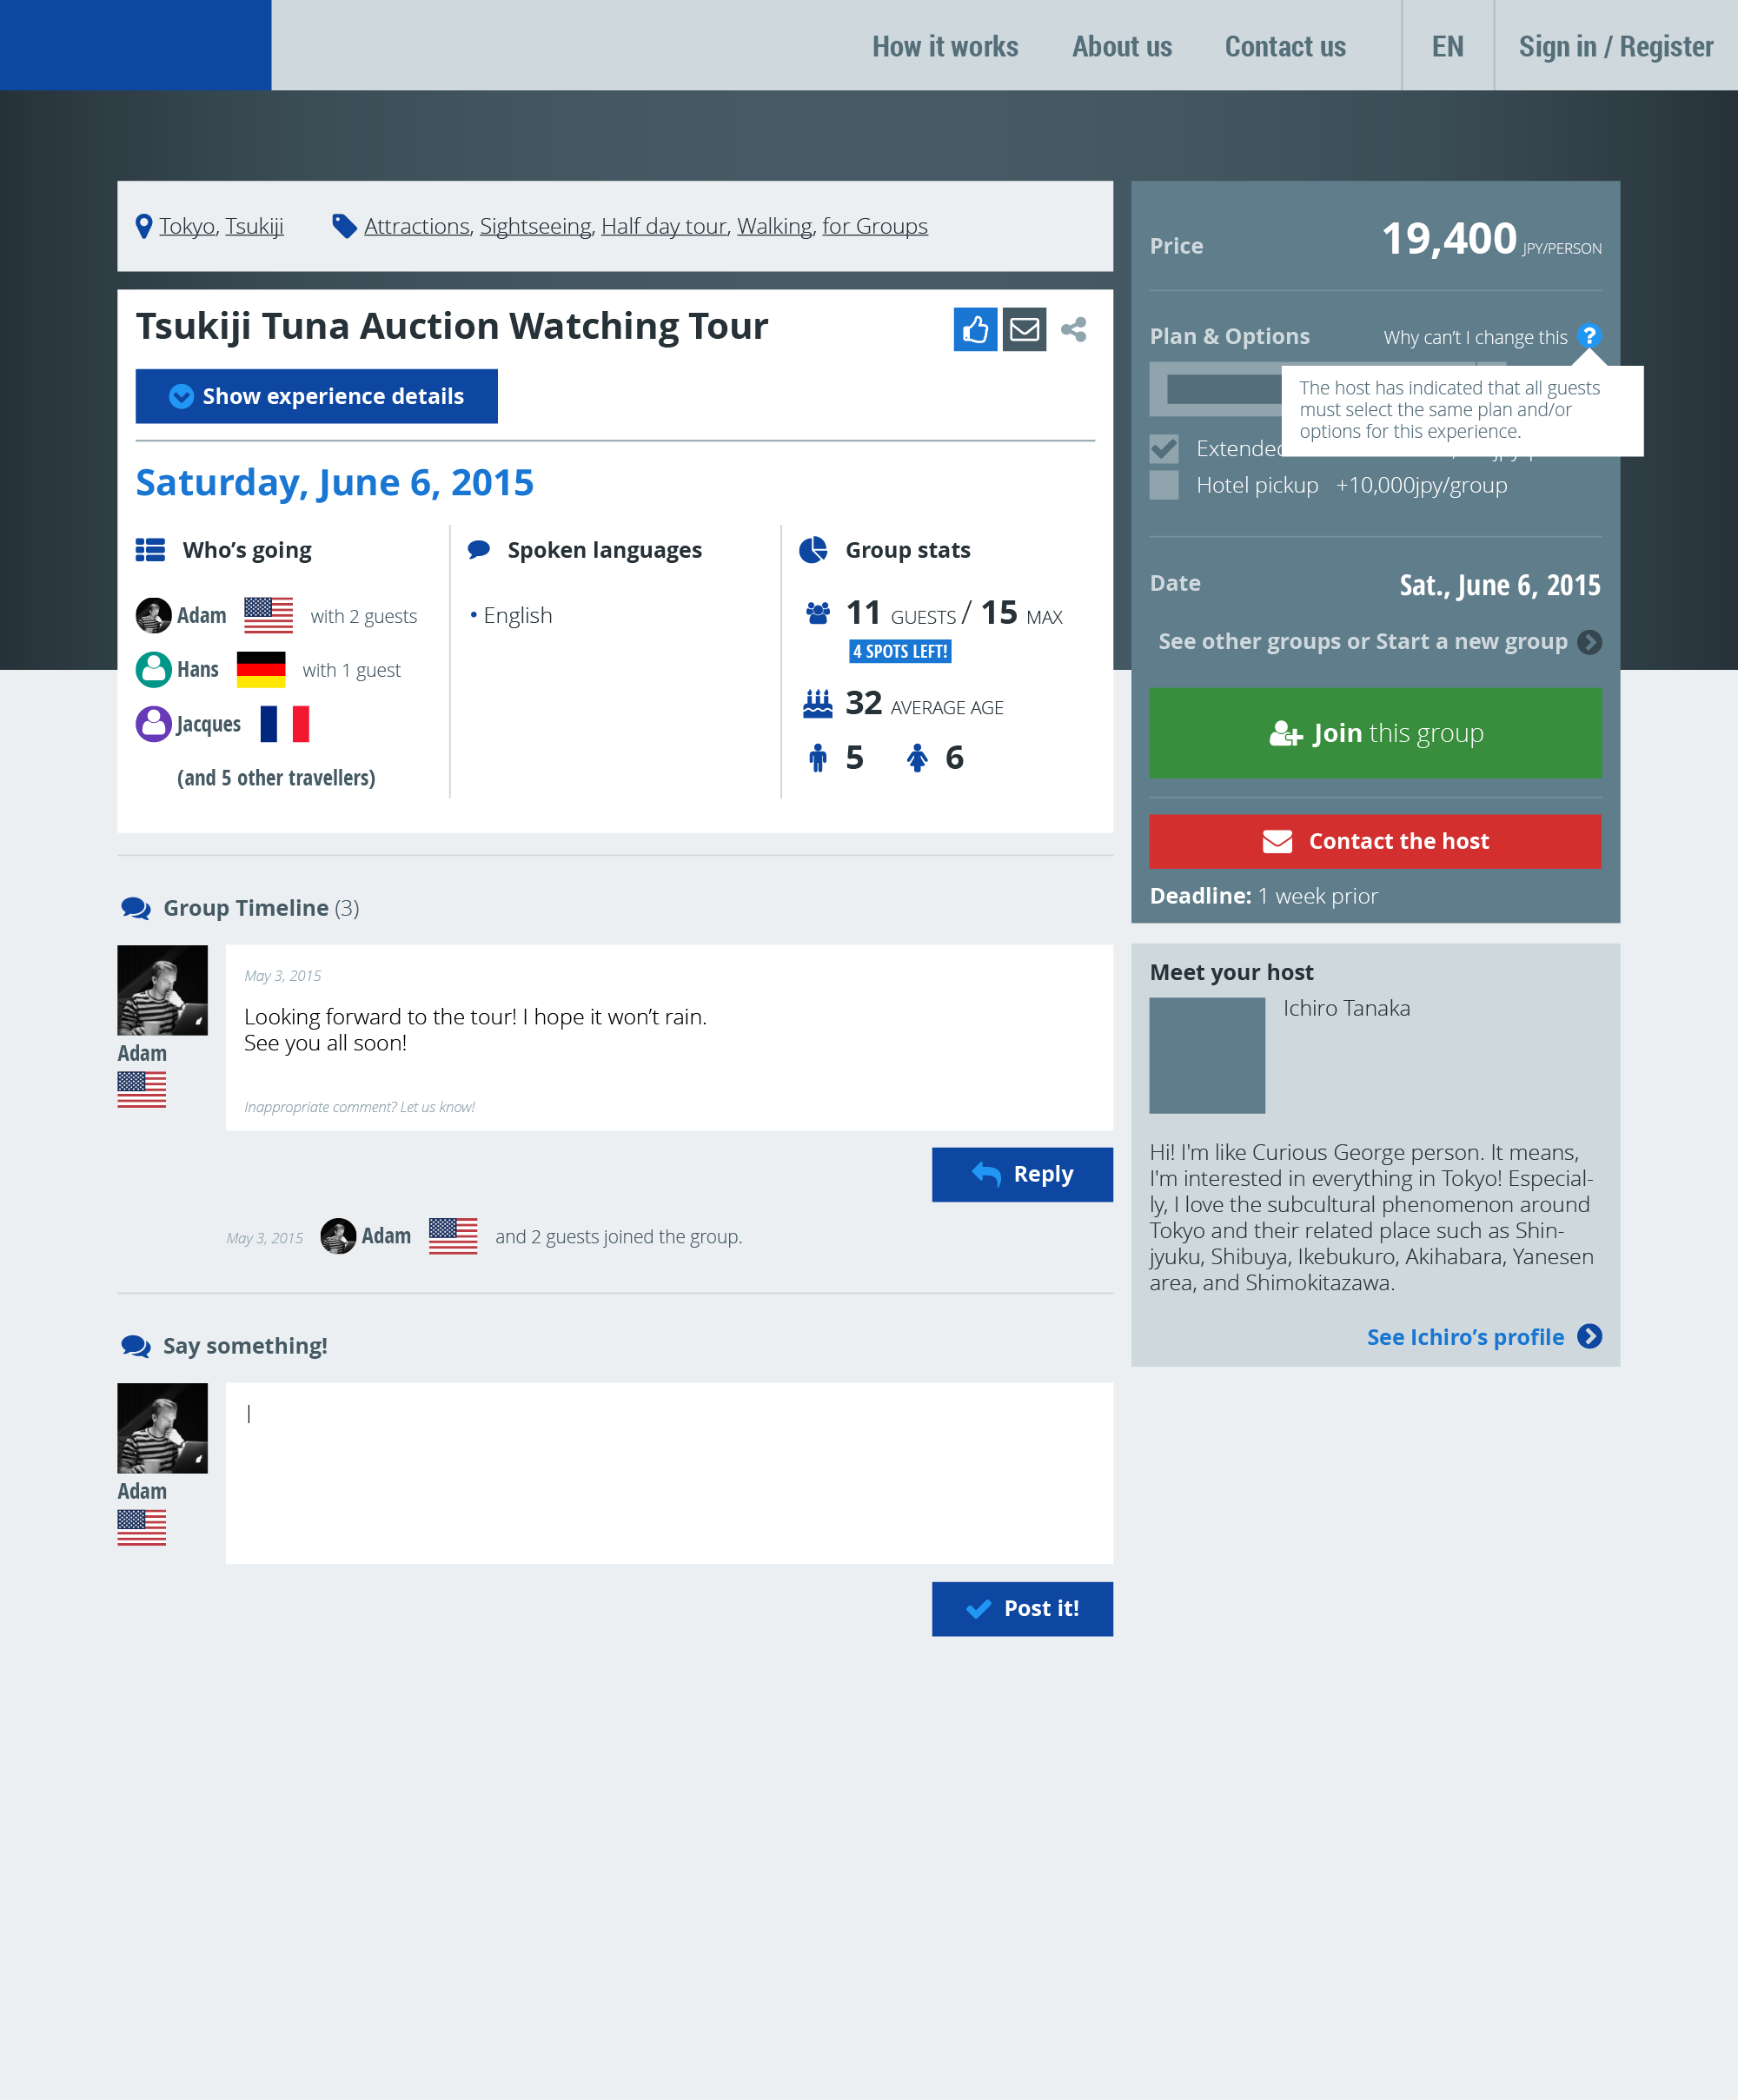 How it works About us Contact us EN Sign in / Register
Tokyo, Tsukiji Attractions, Sightseeing, Half day tour, Walking, for Groups
Tsukiji Tuna Auction Watching Tour
Show experience details
Saturday, June 6, 2015
Who’s going
Adam with 2 guests
Hans with 1 guest
Jacques
(and 5 other travellers)
Spoken languages
• English
Group stats
11 GUESTS / 15 MAX
4 SPOTS LEFT!
32 AVERAGE AGE
5 6
Price 19,400 JPY/PERSON
Plan & Options Why can’t I change this ?
The host has indicated that all guests
must select the same plan and/or
options for this experience.
Extended
Hotel pickup +10,000jpy/group
Date Sat., June 6, 2015
See other groups or Start a new group
Join this group
Contact the host
Deadline: 1 week prior
Group Timeline (3)
Adam
May 3, 2015
Looking forward to the tour! I hope it won’t rain.
See you all soon!
Inappropriate comment? Let us know!
Reply
May 3, 2015 Adam and 2 guests joined the group.
Say something!
Adam
Post it!
Meet your host
Ichiro Tanaka
Hi! I'm like Curious George person. It means,
I'm interested in everything in Tokyo! Especial-
ly, I love the subcultural phenomenon around
Tokyo and their related place such as Shin-
jyuku, Shibuya, Ikebukuro, Akihabara, Yanesen
area, and Shimokitazawa.
See Ichiro’s profile